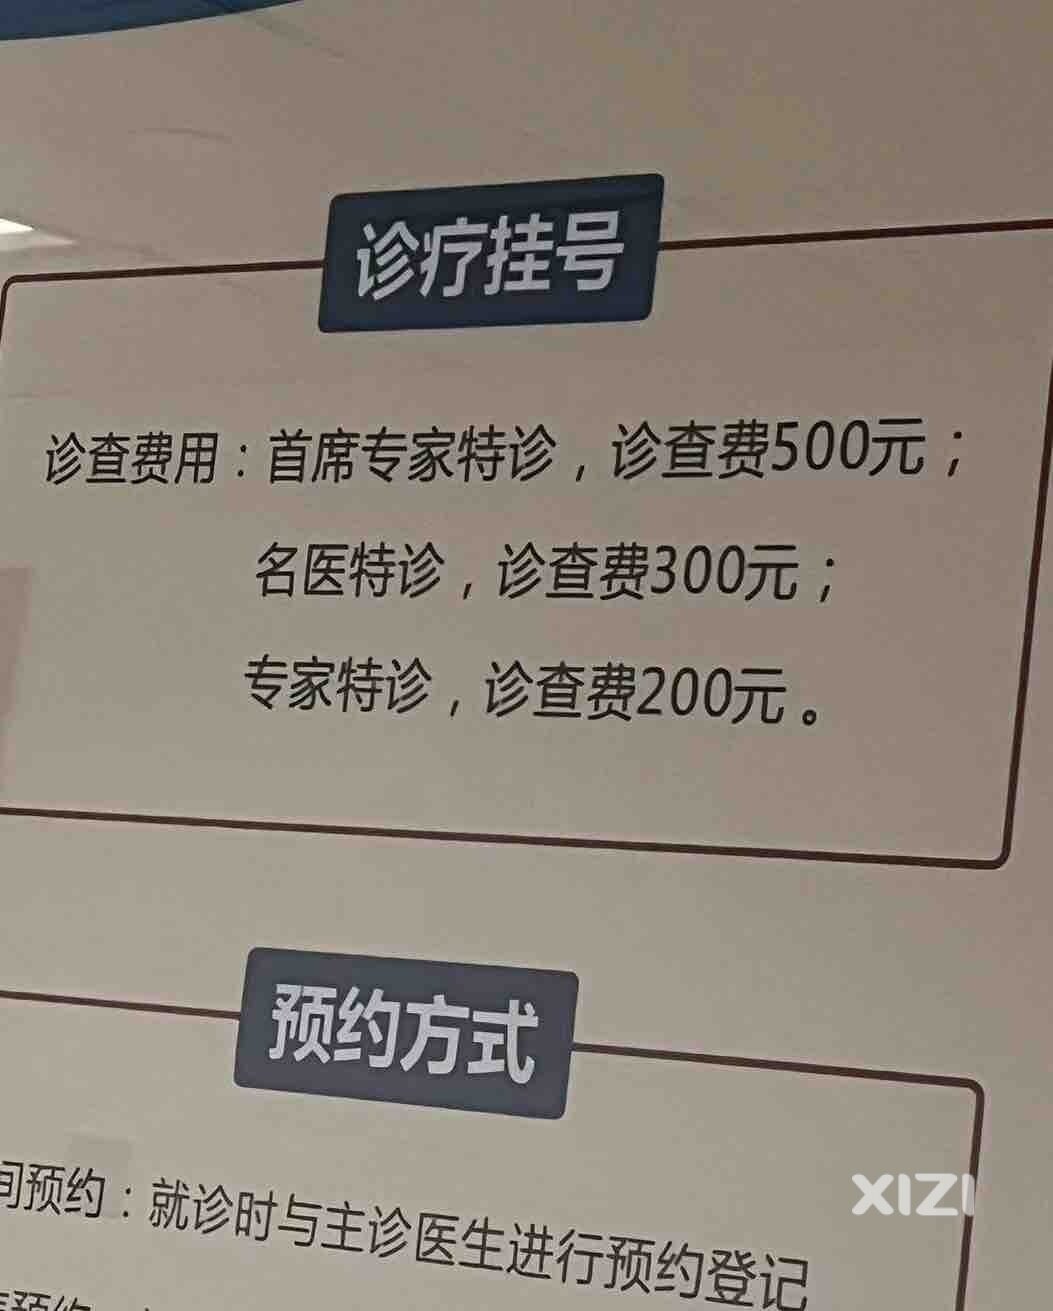 诊疗挂号
诊查费用：首席专家特诊，诊查费500元；
名医特诊，诊查费300元；
专家特诊，诊查费200元。
预约方式
间预约：就诊时与主诊医生进行预约登记
预约
XIZI